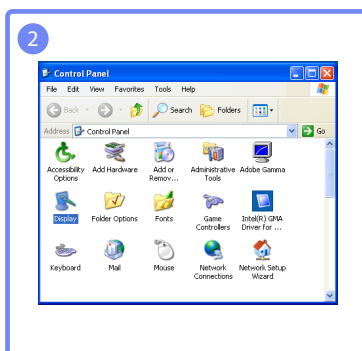 2
Control Panel
File Edit View Favorites Tools Help
Back Search Folders
Address Control Panel Go
Accessibility Options
Add Hardware
Add or Remov...
Administrative Tools
Adobe Gamma
Display
Folder Options
Fonts
Game Controllers
Intel(R) GMA Driver for ...
Keyboard
Mail
Mouse
Network Connections
Network Setup Wizard